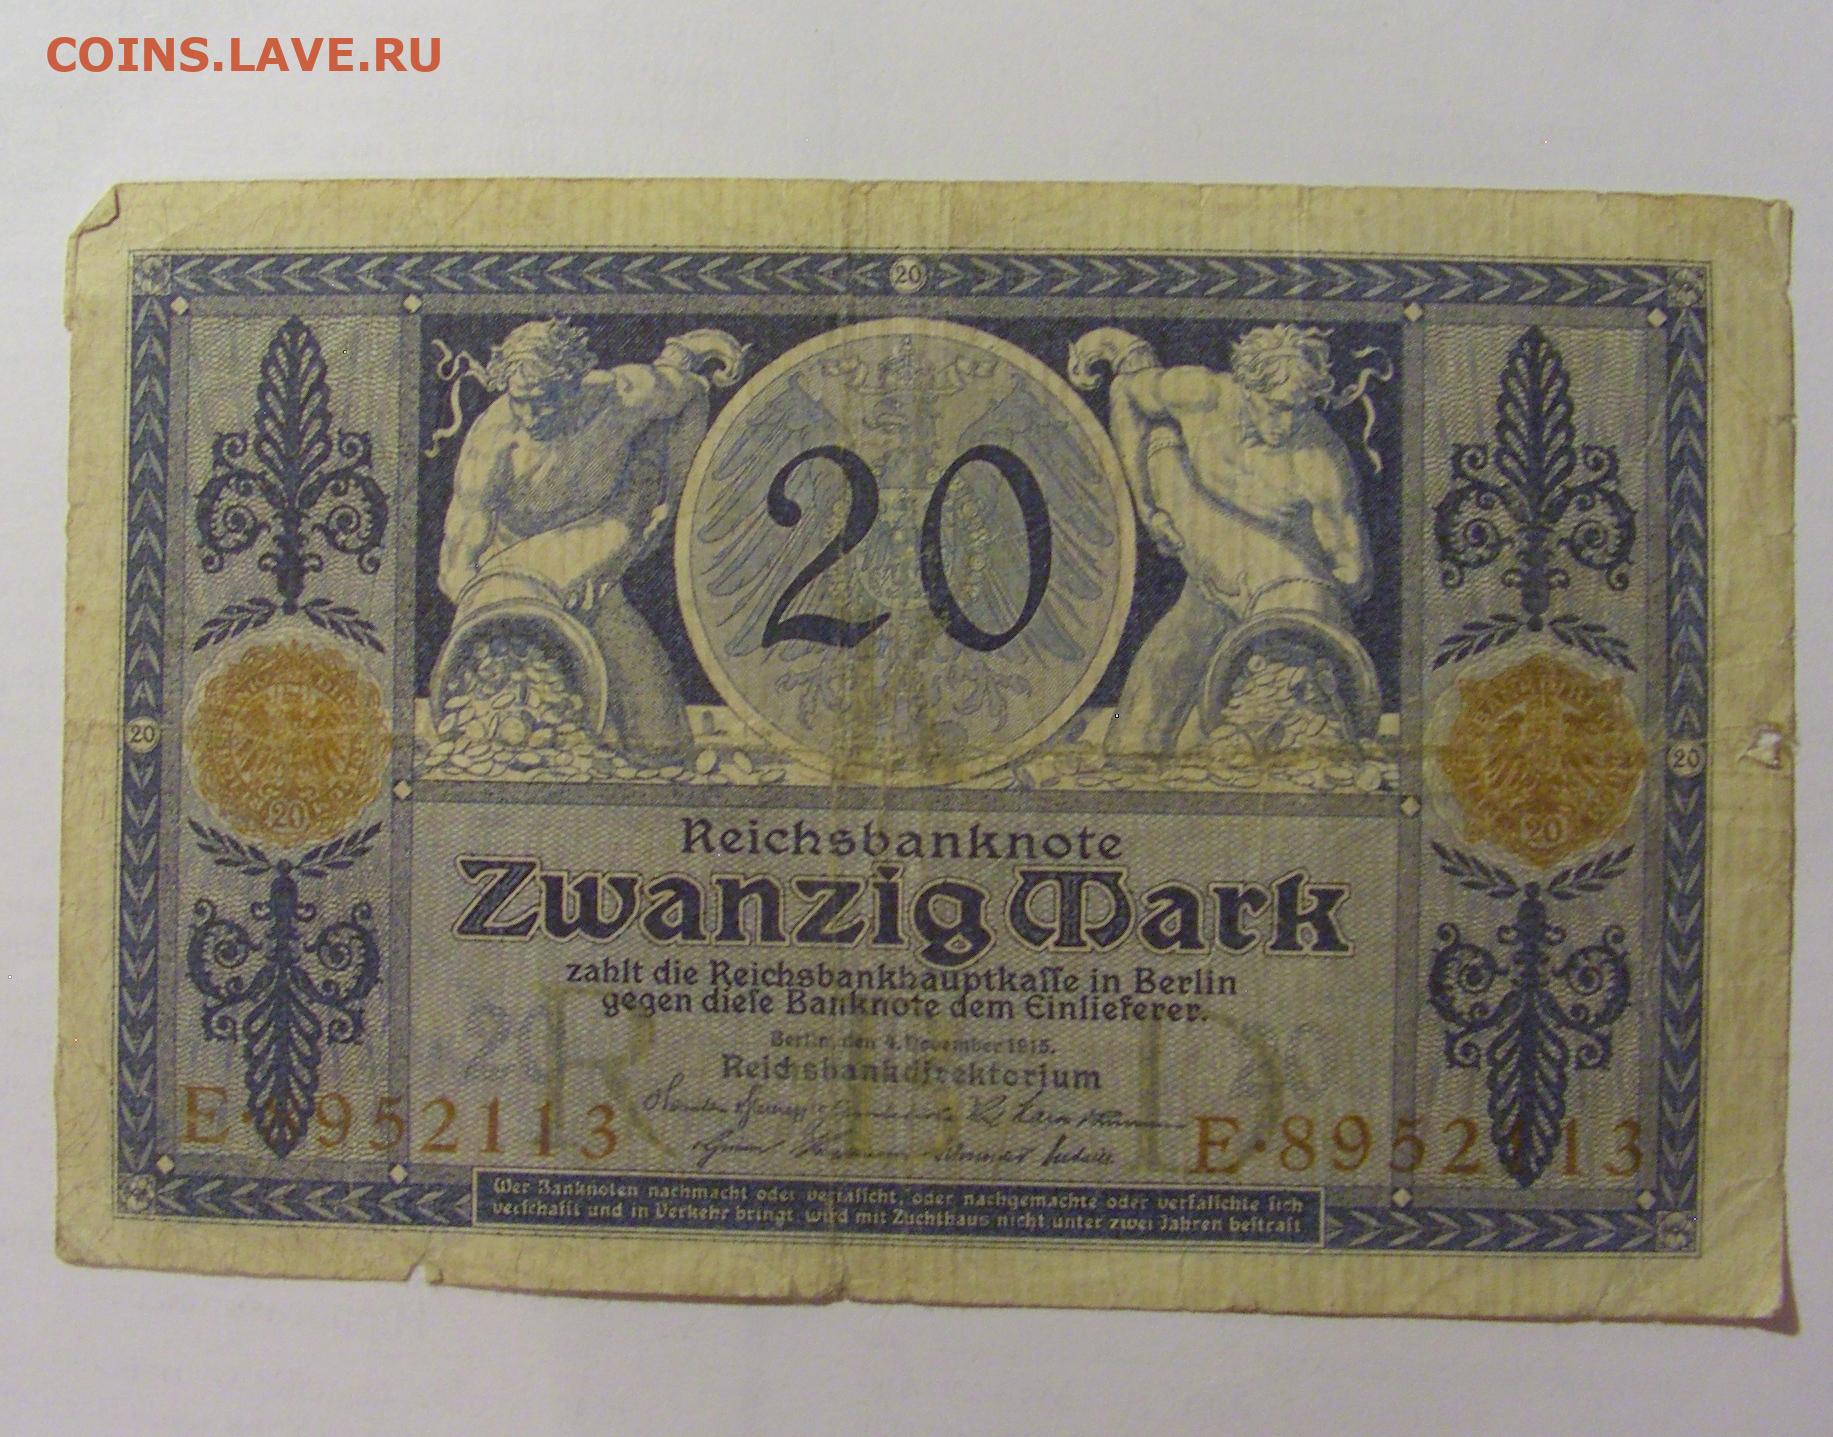 COINS.LAVE.RU
20
20
20
20
20
20
Reichsbanknote
Zwanzig Mark
zahlt die Reichsbankhauptkaſſe in Berlin
gegen dieſe Banknote dem Einlieferer.
Berlin, den 4. November 1915.
Reichsbankdirektorium
E·8952113 E·8952113
Wer Banknoten nachmacht oder verfälſcht, oder nachgemachte oder verfälſchte ſich
verſchafft und in Verkehr bringt, wird mit Zuchthaus nicht unter zwei Jahren beſtraft